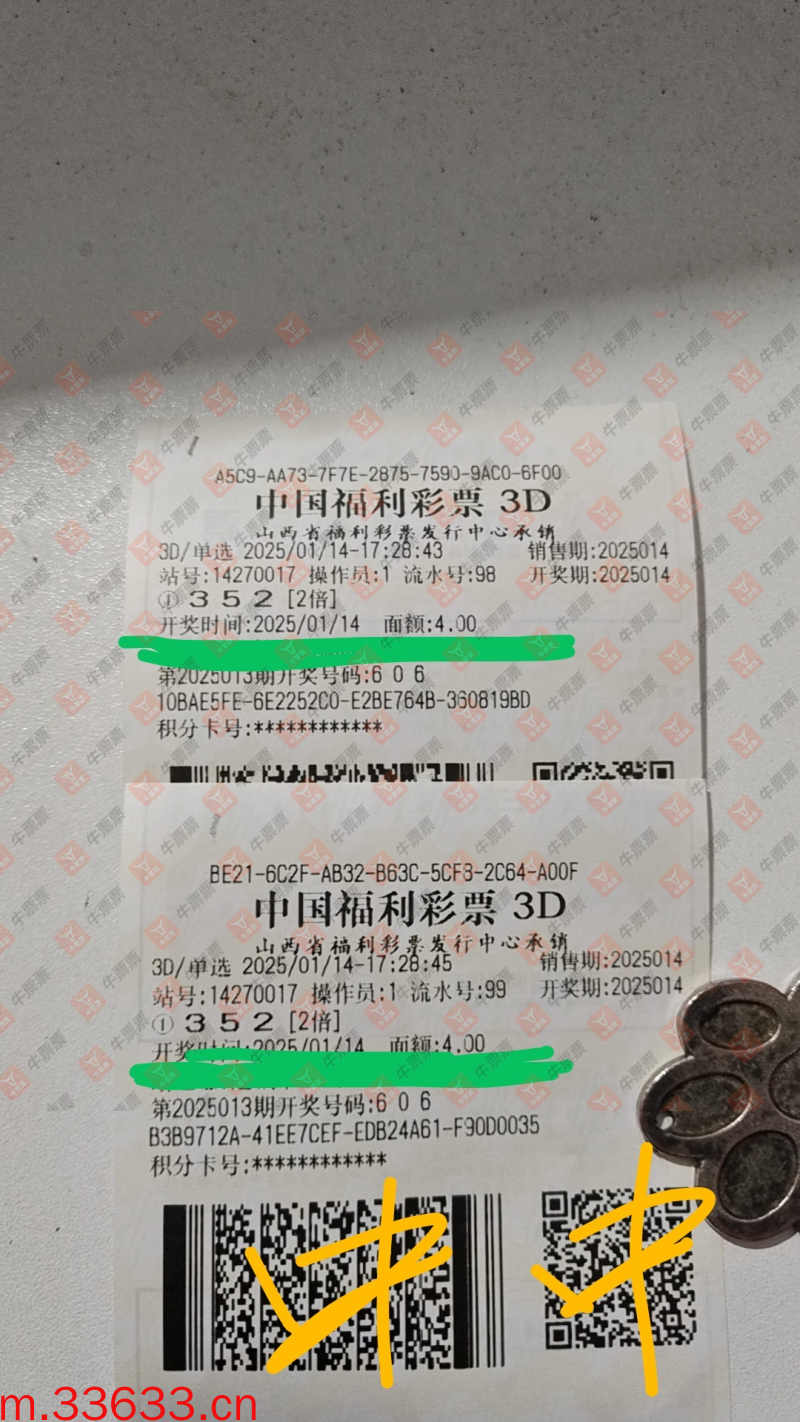 A5C9-AA73-7F7E-2875-7590-9AC0-6F00
中国福利彩票 3D
山西省福利彩票发行中心承销
3D/单选 2025/01/14-17:28:43 销售期:2025014
站号:14270017 操作员:1 流水号:98 开奖期:2025014
① 3 5 2 [2倍]
开奖时间:2025/01/14 面额:4.00
第2025013期开奖号码:6 0 6
10BAE5FE-6E2252C0-E2BE764B-360819BD
积分卡号:************
BE21-6C2F-AB32-B63C-5CF3-2C64-A00F
中国福利彩票 3D
山西省福利彩票发行中心承销
3D/单选 2025/01/14-17:28:45 销售期:2025014
站号:14270017 操作员:1 流水号:99 开奖期:2025014
① 3 5 2 [2倍]
开奖时间:2025/01/14 面额:4.00
第2025013期开奖号码:6 0 6
B3B9712A-41EE7CEF-EDB24A61-F90D0035
积分卡号:************
m.33633.cn